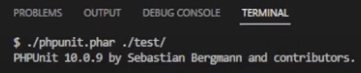 PROBLEMS OUTPUT DEBUG CONSOLE TERMINAL
$ ./phpunit.phar ./test/
PHPUnit 10.0.9 by Sebastian Bergmann and contributors.